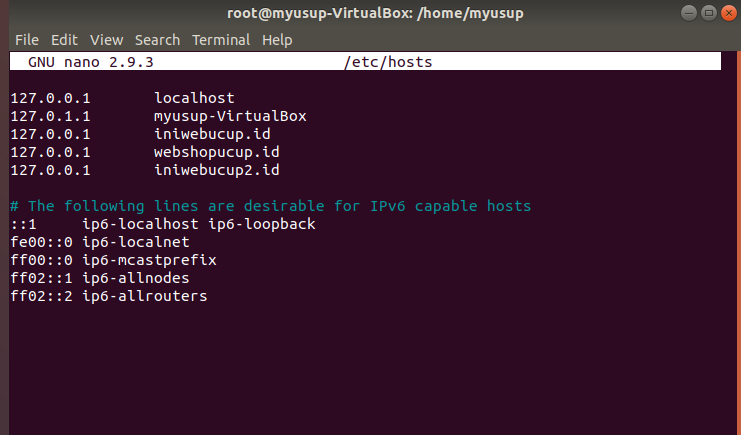 root@myusup-VirtualBox: /home/myusup
File Edit View Search Terminal Help
GNU nano 2.9.3 /etc/hosts
127.0.0.1 localhost
127.0.1.1 myusup-VirtualBox
127.0.0.1 iniwebucup.id
127.0.0.1 webshopucup.id
127.0.0.1 iniwebucup2.id
# The following lines are desirable for IPv6 capable hosts
::1 ip6-localhost ip6-loopback
fe00::0 ip6-localnet
ff00::0 ip6-mcastprefix
ff02::1 ip6-allnodes
ff02::2 ip6-allrouters